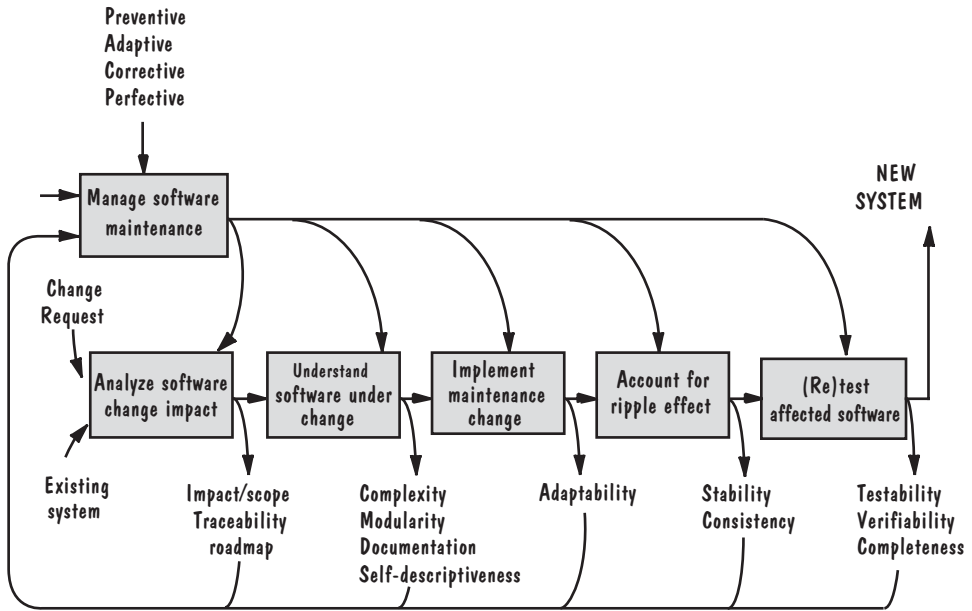 Preventive
Adaptive
Corrective
Perfective
Manage software
maintenance
NEW
SYSTEM
Change
Request
Analyze software
change impact
Understand
software under
change
Implement
maintenance
change
Account for
ripple effect
(Re)test
affected software
Existing
system
Impact/scope
Traceability
roadmap
Complexity
Modularity
Documentation
Self-descriptiveness
Adaptability
Stability
Consistency
Testability
Verifiability
Completeness